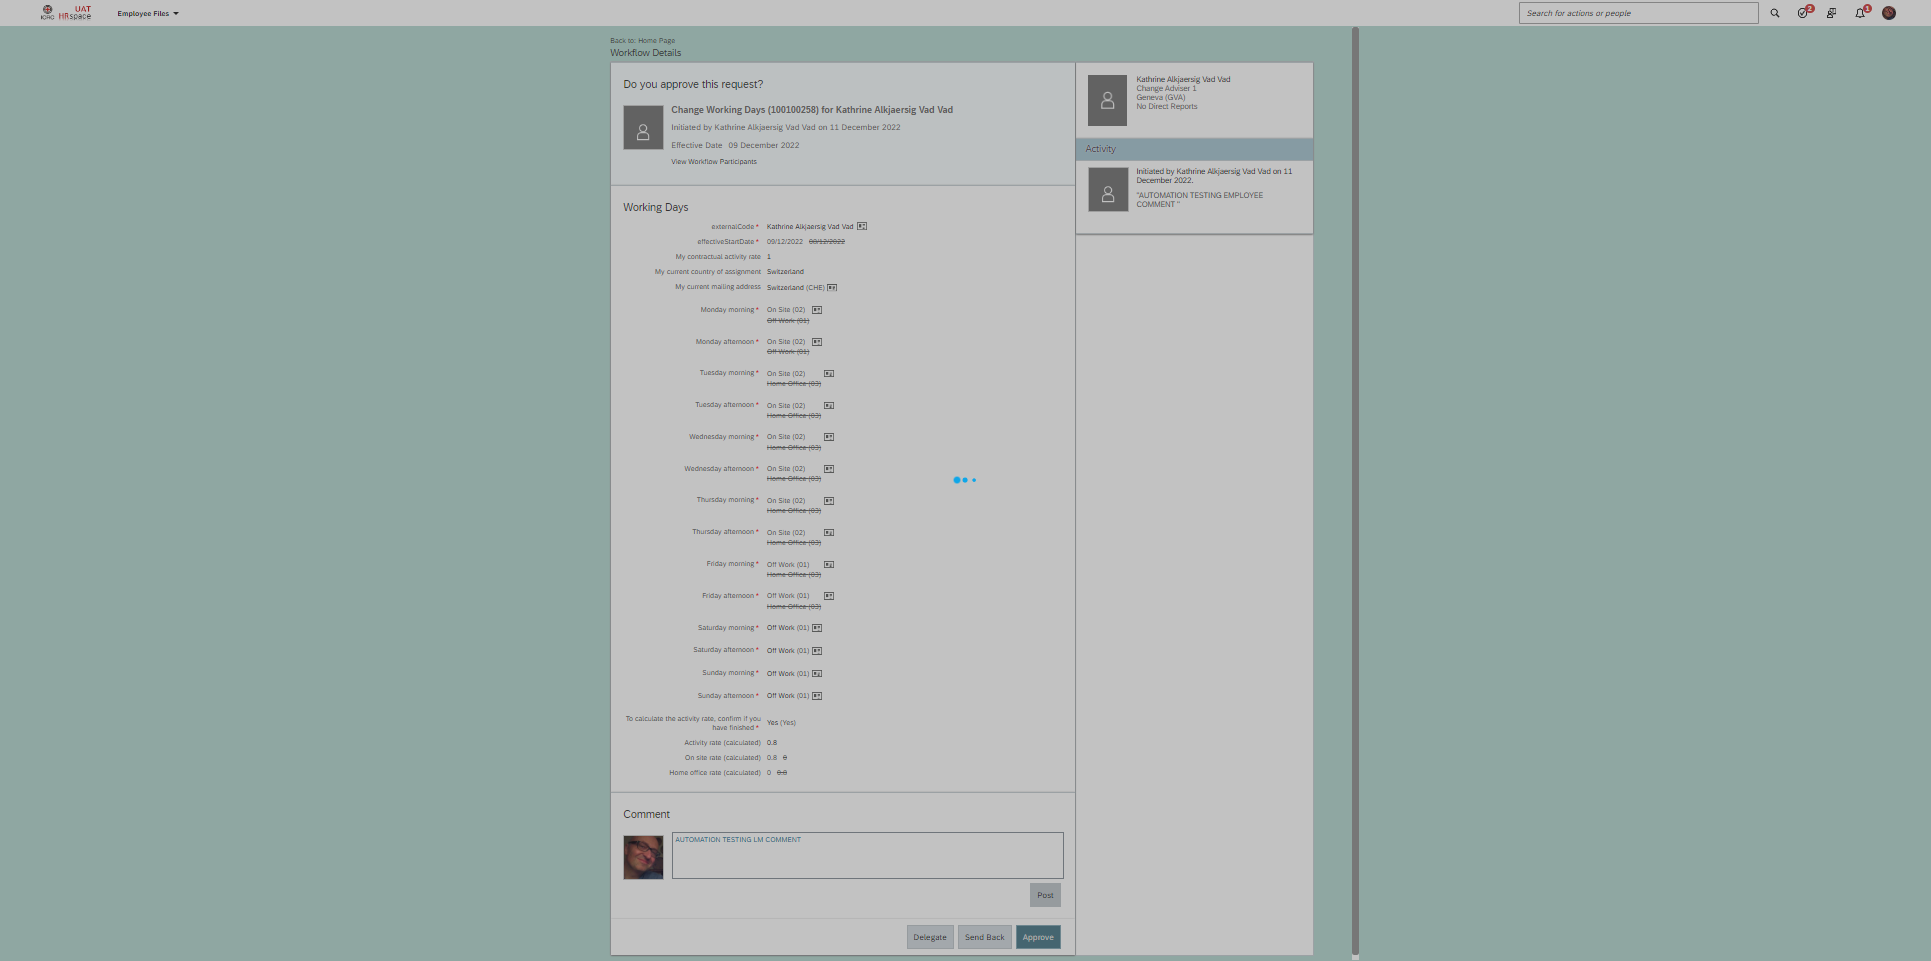 ICRC UAT HRspace
Employee Files
Search for actions or people
2
1
Back to: Home Page
Workflow Details
Do you approve this request?
Change Working Days (100100258) for Kathrine Alkjaersig Vad Vad
Initiated by Kathrine Alkjaersig Vad Vad on 11 December 2022
Effective Date 09 December 2022
View Workflow Participants
Kathrine Alkjaersig Vad Vad
Change Adviser 1
Geneva (GVA)
No Direct Reports
Activity
Initiated by Kathrine Alkjaersig Vad Vad on 11
December 2022.
"AUTOMATION TESTING EMPLOYEE
COMMENT "
Working Days
externalCode * Kathrine Alkjaersig Vad Vad
effectiveStartDate * 09/12/2022 08/12/2022
My contractual activity rate 1
My current country of assignment Switzerland
My current mailing address Switzerland (CHE)
Monday morning * On Site (02)
Off Work (01)
Monday afternoon * On Site (02)
Off Work (01)
Tuesday morning * On Site (02)
Home Office (03)
Tuesday afternoon * On Site (02)
Home Office (03)
Wednesday morning * On Site (02)
Home Office (03)
Wednesday afternoon * On Site (02)
Home Office (03)
Thursday morning * On Site (02)
Home Office (03)
Thursday afternoon * On Site (02)
Home Office (03)
Friday morning * Off Work (01)
Home Office (03)
Friday afternoon * Off Work (01)
Home Office (03)
Saturday morning * Off Work (01)
Saturday afternoon * Off Work (01)
Sunday morning * Off Work (01)
Sunday afternoon * Off Work (01)
To calculate the activity rate, confirm if you
have finished * Yes (Yes)
Activity rate (calculated) 0.8
On site rate (calculated) 0.8 0
Home office rate (calculated) 0 0.8
Comment
AUTOMATION TESTING LM COMMENT
Post
Delegate Send Back Approve